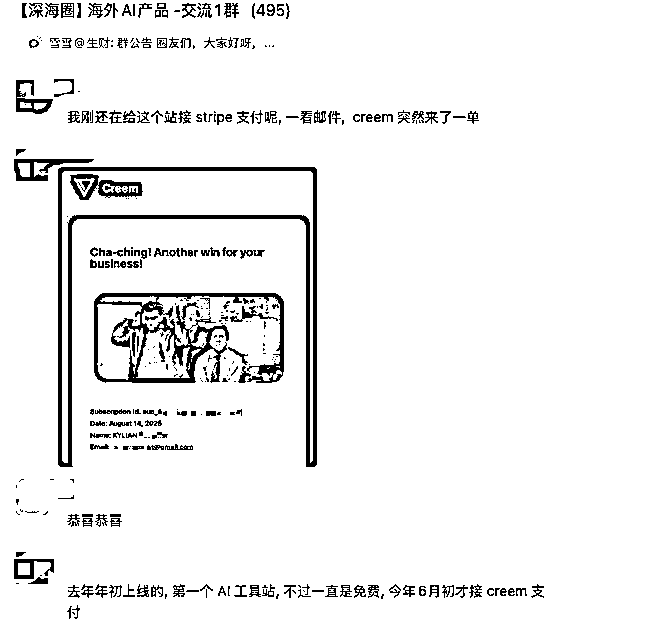 【深海圈】海外AI产品-交流1群 (495)
雪雪@生财: 群公告 圈友们，大家好呀，...
我刚还在给这个站接 stripe 支付呢, 一看邮件，creem 突然来了一单
Creem
Cha-ching! Another win for your
business!
Subscription Id: sub_
Date: August 14, 2025
Name: KYLIAN
Email:
恭喜恭喜
去年年初上线的, 第一个 AI 工具站, 不过一直是免费, 今年6月初才接 creem 支
付